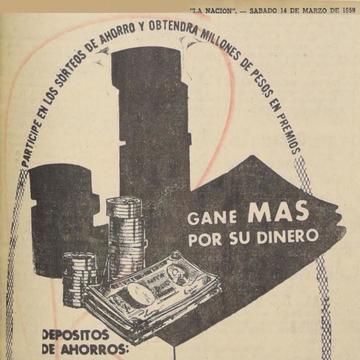 "LA NACION". — SABADO 14 DE MARZO DE 1959
PARTICIPE EN LOS SORTEOS DE AHORRO Y OBTENDRA MILLONES DE PESOS EN PREMIOS
GANE MAS
POR SU DINERO
DEPOSITOS
DE AHORROS: